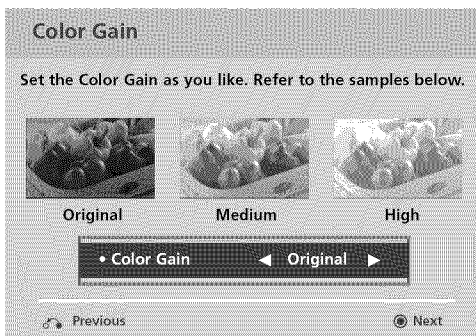 Color Gain
Set the Color Gain as you like. Refer to the samples below.
Original Medium High
• Color Gain ◄ Original ►
Previous Next